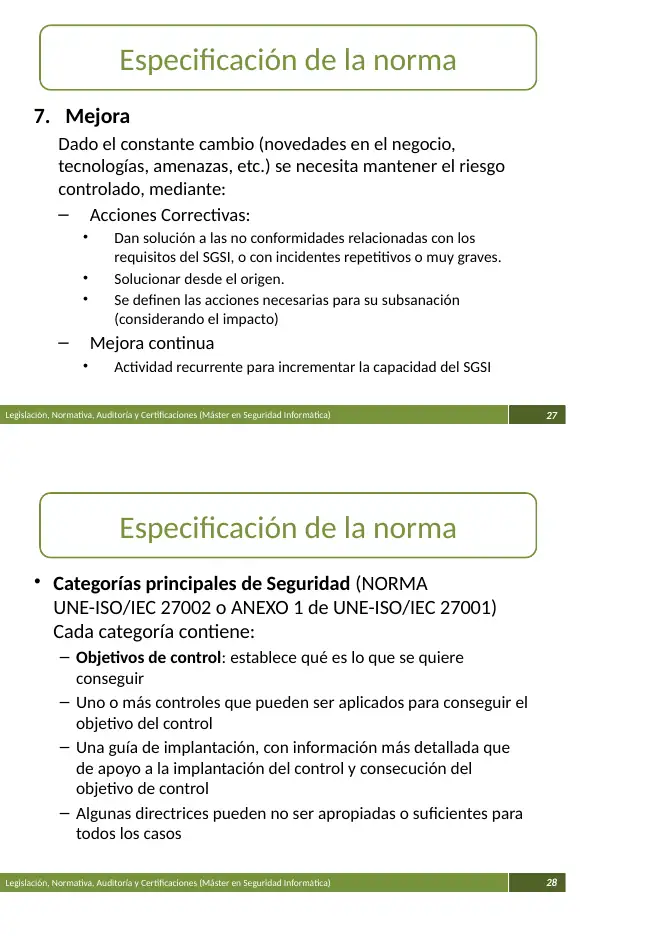 Especificación de la norma
7. Mejora
Dado el constante cambio (novedades en el negocio,
tecnologías, amenazas, etc.) se necesita mantener el riesgo
controlado, mediante:
– Acciones Correctivas:
• Dan solución a las no conformidades relacionadas con los
requisitos del SGSI, o con incidentes repetitivos o muy graves.
• Solucionar desde el origen.
• Se definen las acciones necesarias para su subsanación
(considerando el impacto)
– Mejora continua
• Actividad recurrente para incrementar la capacidad del SGSI
Legislación, Normativa, Auditoría y Certificaciones (Máster en Seguridad Informática) 27
Especificación de la norma
• Categorías principales de Seguridad (NORMA
UNE-ISO/IEC 27002 o ANEXO 1 de UNE-ISO/IEC 27001)
Cada categoría contiene:
– Objetivos de control: establece qué es lo que se quiere
conseguir
– Uno o más controles que pueden ser aplicados para conseguir el
objetivo del control
– Una guía de implantación, con información más detallada que
de apoyo a la implantación del control y consecución del
objetivo de control
– Algunas directrices pueden no ser apropiadas o suficientes para
todos los casos
Legislación, Normativa, Auditoría y Certificaciones (Máster en Seguridad Informática) 28